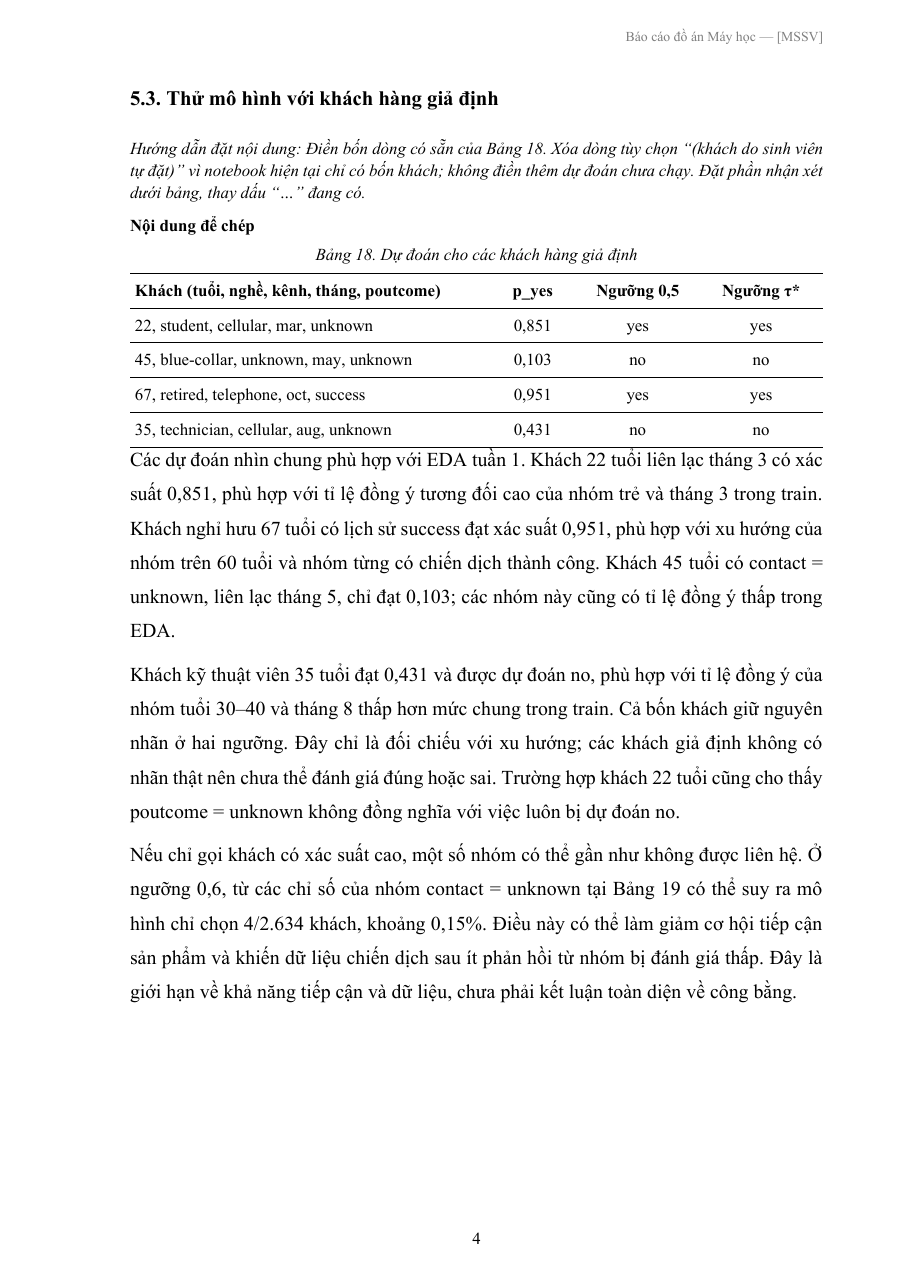 Báo cáo đồ án Máy học — [MSSV]
5.3. Thử mô hình với khách hàng giả định
Hướng dẫn đặt nội dung: Điền bốn dòng có sẵn của Bảng 18. Xóa dòng tùy chọn “(khách do sinh viên
tự đặt)” vì notebook hiện tại chỉ có bốn khách; không điền thêm dự đoán chưa chạy. Đặt phần nhận xét
dưới bảng, thay dấu “…” đang có.
Nội dung để chép
Bảng 18. Dự đoán cho các khách hàng giả định
Khách (tuổi, nghề, kênh, tháng, poutcome) p_yes Ngưỡng 0,5 Ngưỡng τ*
22, student, cellular, mar, unknown 0,851 yes yes
45, blue-collar, unknown, may, unknown 0,103 no no
67, retired, telephone, oct, success 0,951 yes yes
35, technician, cellular, aug, unknown 0,431 no no
Các dự đoán nhìn chung phù hợp với EDA tuần 1. Khách 22 tuổi liên lạc tháng 3 có xác
suất 0,851, phù hợp với tỉ lệ đồng ý tương đối cao của nhóm trẻ và tháng 3 trong train.
Khách nghỉ hưu 67 tuổi có lịch sử success đạt xác suất 0,951, phù hợp với xu hướng của
nhóm trên 60 tuổi và nhóm từng có chiến dịch thành công. Khách 45 tuổi có contact =
unknown, liên lạc tháng 5, chỉ đạt 0,103; các nhóm này cũng có tỉ lệ đồng ý thấp trong
EDA.
Khách kỹ thuật viên 35 tuổi đạt 0,431 và được dự đoán no, phù hợp với tỉ lệ đồng ý của
nhóm tuổi 30–40 và tháng 8 thấp hơn mức chung trong train. Cả bốn khách giữ nguyên
nhãn ở hai ngưỡng. Đây chỉ là đối chiếu với xu hướng; các khách giả định không có
nhãn thật nên chưa thể đánh giá đúng hoặc sai. Trường hợp khách 22 tuổi cũng cho thấy
poutcome = unknown không đồng nghĩa với việc luôn bị dự đoán no.
Nếu chỉ gọi khách có xác suất cao, một số nhóm có thể gần như không được liên hệ. Ở
ngưỡng 0,6, từ các chỉ số của nhóm contact = unknown tại Bảng 19 có thể suy ra mô
hình chỉ chọn 4/2.634 khách, khoảng 0,15%. Điều này có thể làm giảm cơ hội tiếp cận
sản phẩm và khiến dữ liệu chiến dịch sau ít phản hồi từ nhóm bị đánh giá thấp. Đây là
giới hạn về khả năng tiếp cận và dữ liệu, chưa phải kết luận toàn diện về công bằng.
4